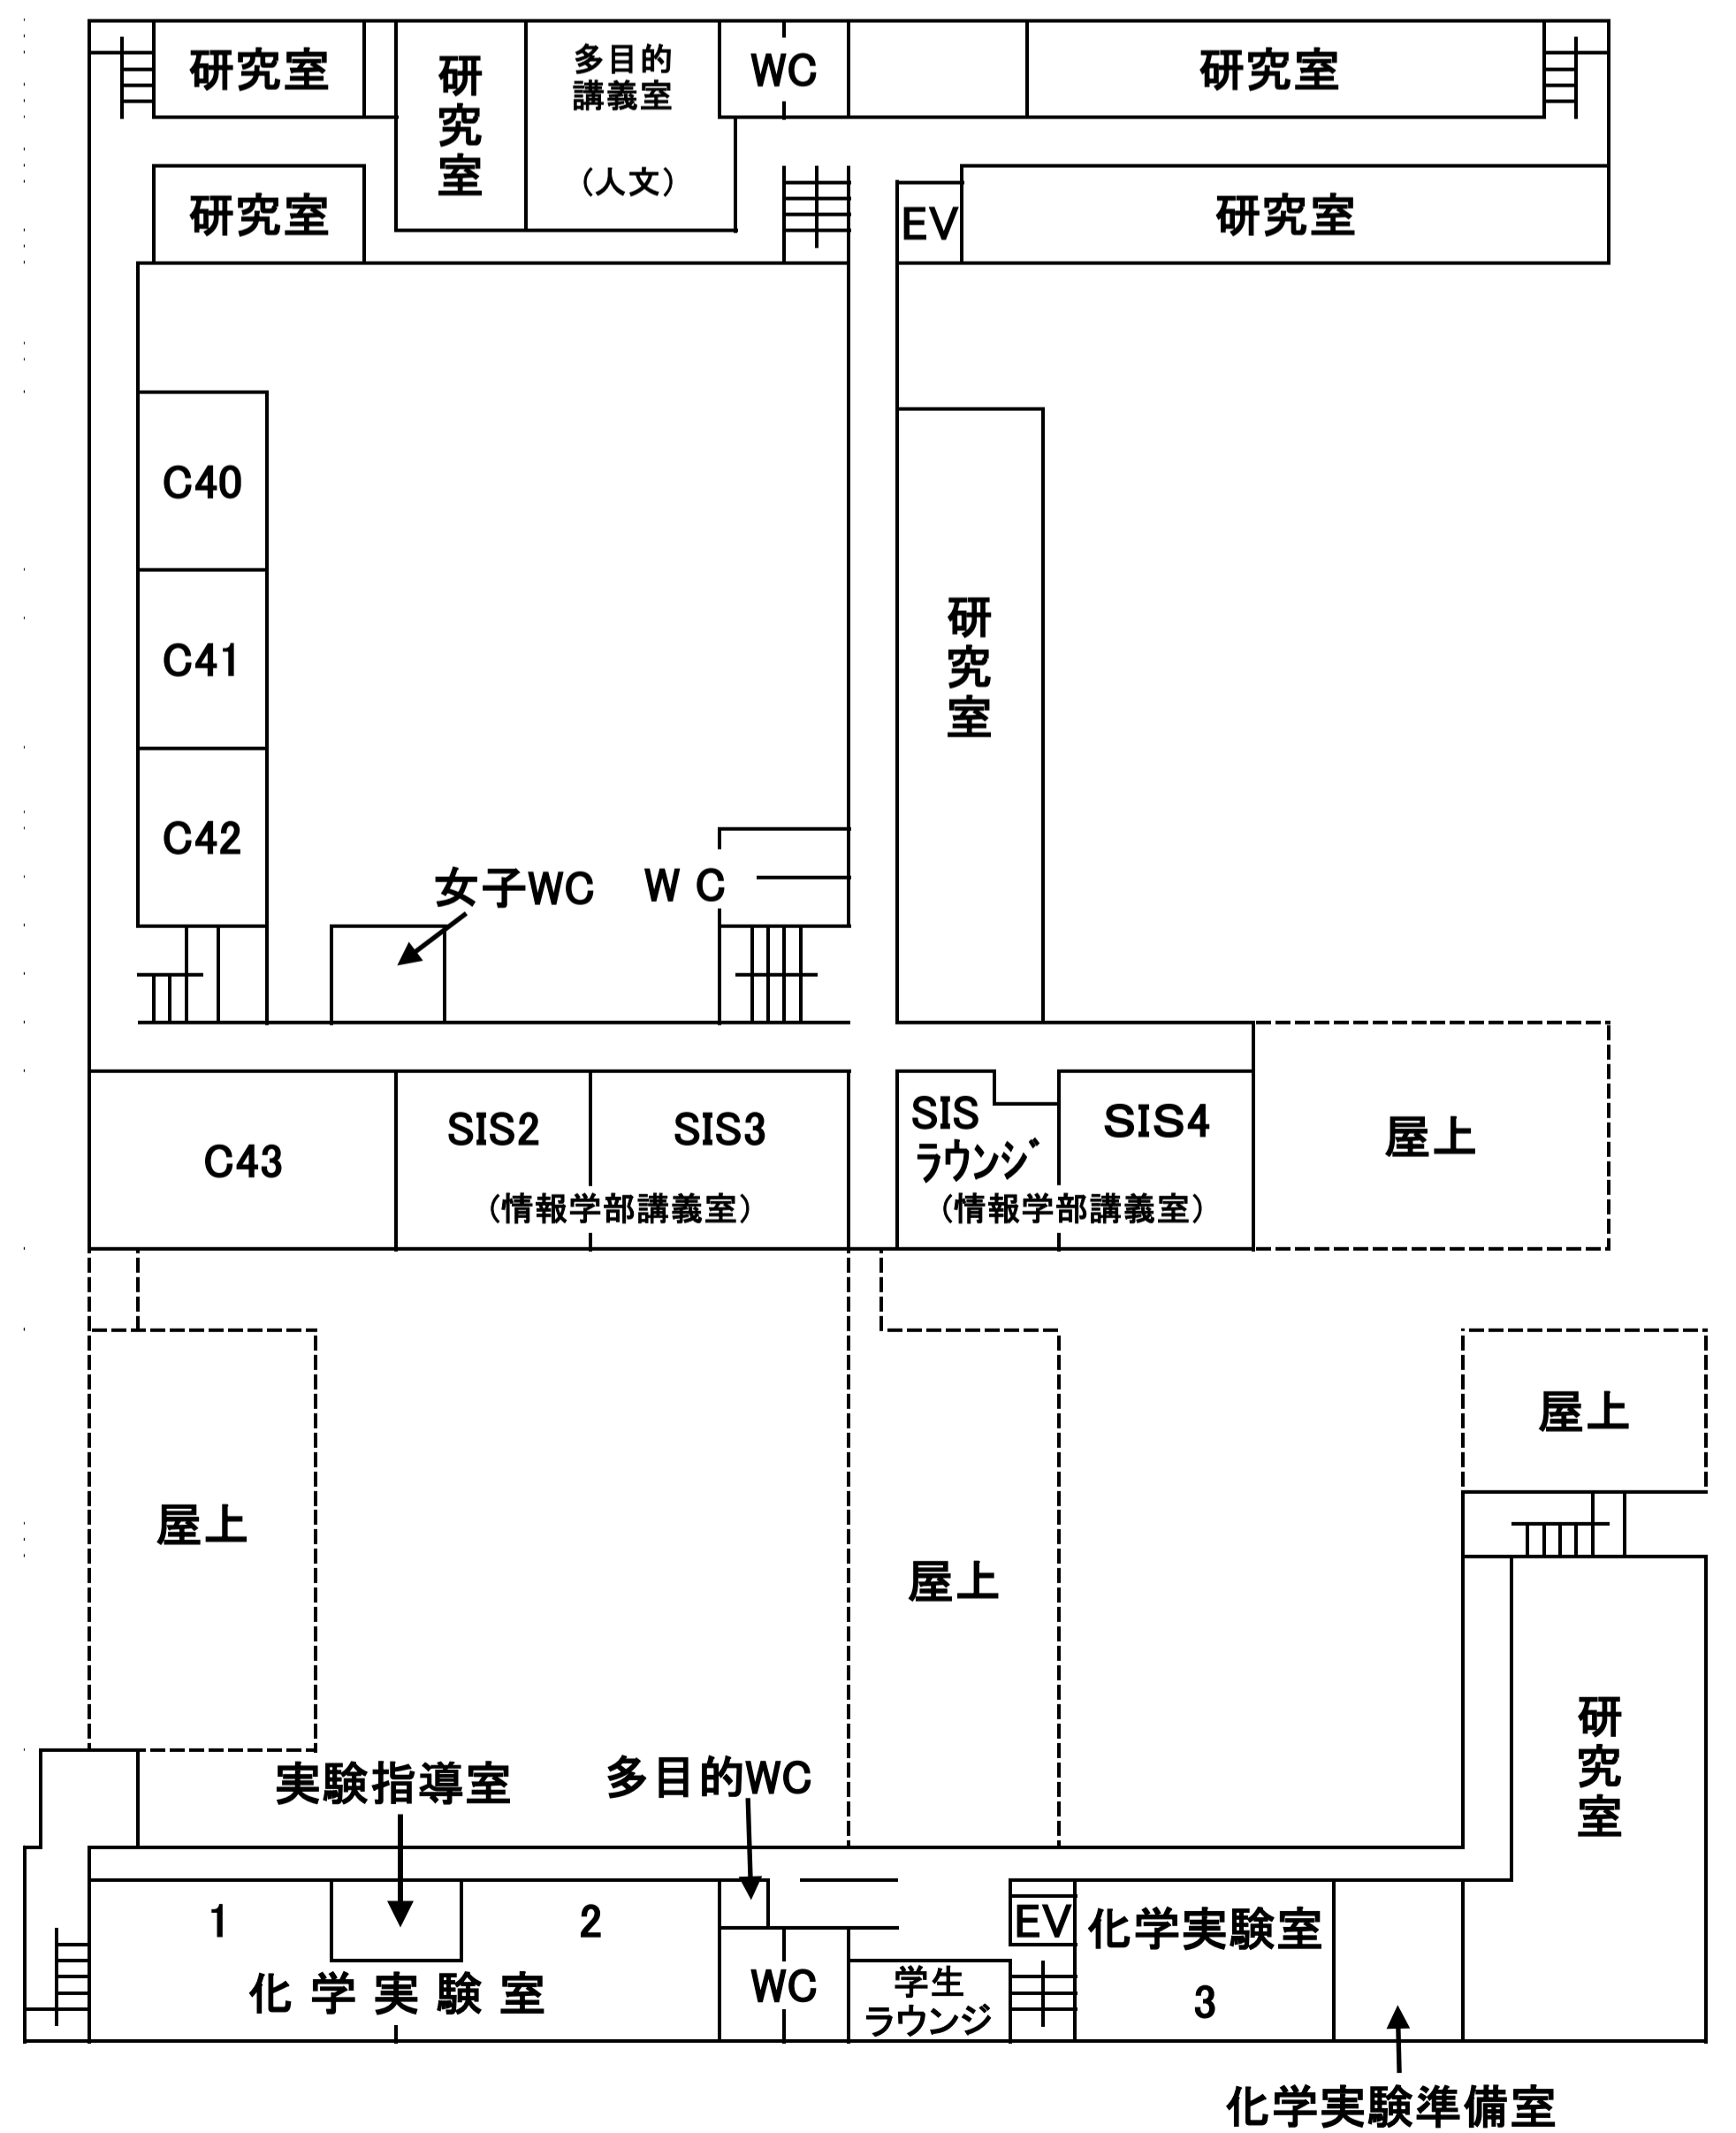 研究室
研究室
多目的
講義室
（人文）
WC
研究室
研究室
EV
研究室
C40
C41
C42
研究室
女子WC
WC
C43
SIS2
SIS3
（情報学部講義室）
SIS
ラウンジ
SIS4
（情報学部講義室）
屋上
屋上
屋上
屋上
研究室
実験指導室
多目的WC
1
2
化学実験室
WC
学生
ラウンジ
EV
化学実験室
3
化学実験準備室